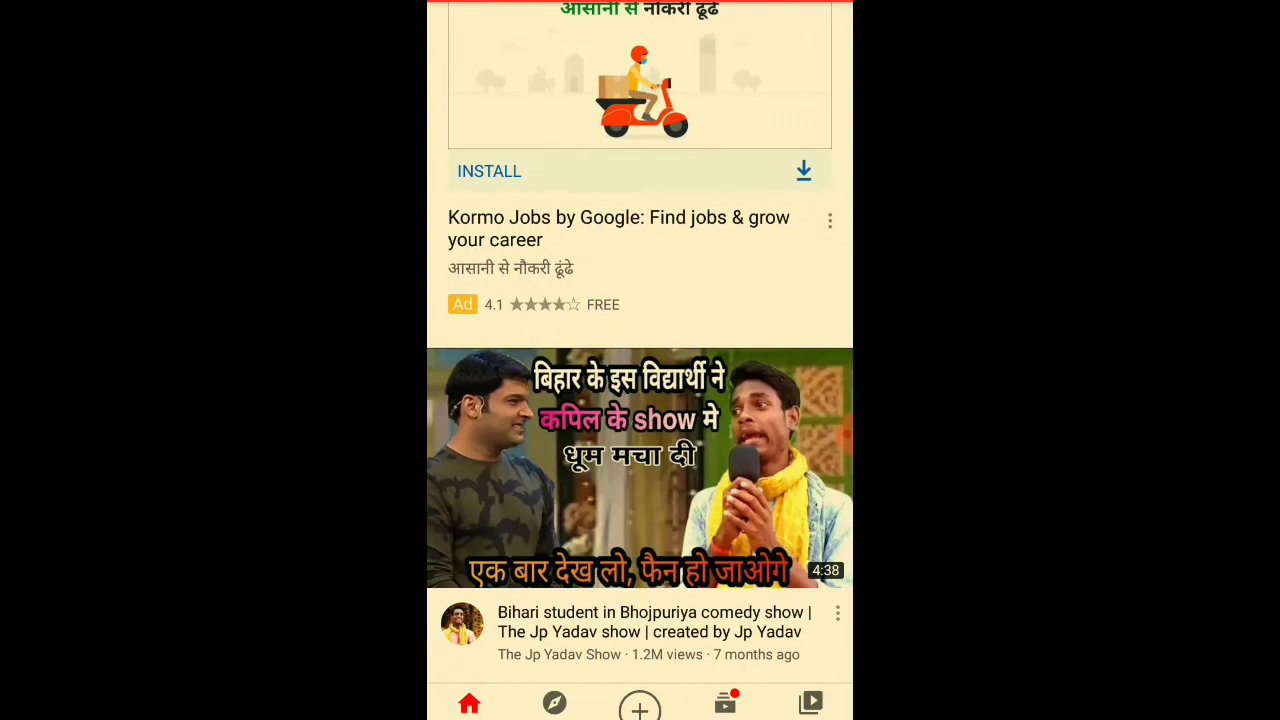 आसानी से नौकरी ढूंढे
INSTALL
Kormo Jobs by Google: Find jobs & grow
your career
आसानी से नौकरी ढूंढे
Ad 4.1 FREE
बिहार के इस विद्यार्थी ने
कपिल के show मे
धूम मचा दी
एक बार देख लो, फैन हो जाओगे
4:38
Bihari student in Bhojpuriya comedy show |
The Jp Yadav show | created by Jp Yadav
The Jp Yadav Show · 1.2M views · 7 months ago